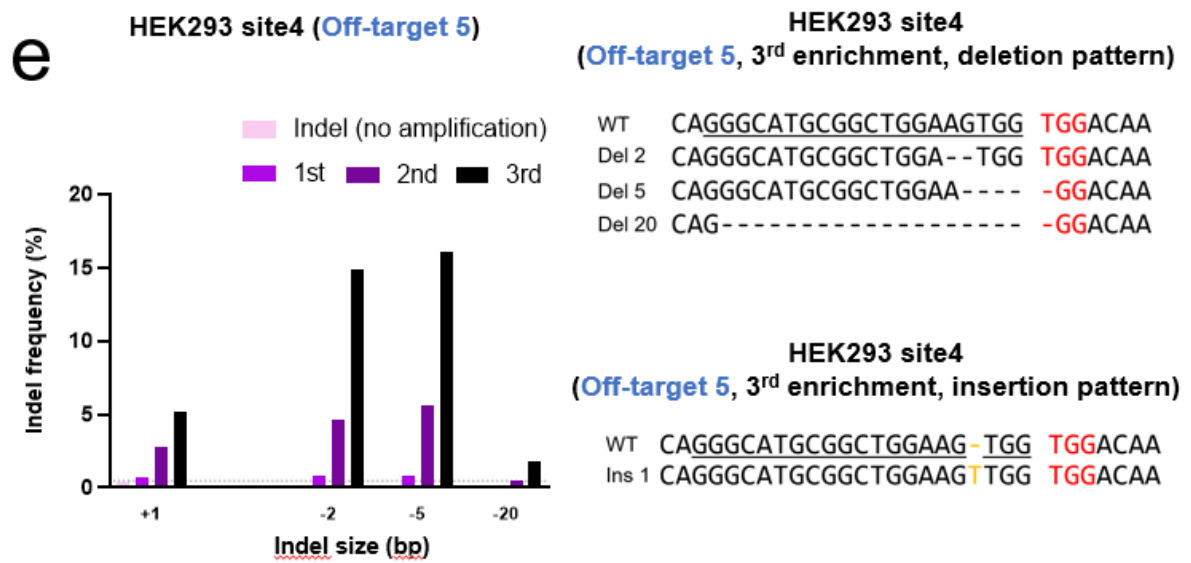 e
HEK293 site4 (Off-target 5)
Indel (no amplification)
1st 2nd 3rd
Indel frequency (%)
20
15
10
5
0
+1 -2 -5 -20
Indel size (bp)
HEK293 site4
(Off-target 5, 3rd enrichment, deletion pattern)
WT CAGGGCATGCGGCTGGAAGTGG TGGACAA
Del 2 CAGGGCATGCGGCTGGA--TGG TGGACAA
Del 5 CAGGGCATGCGGCTGGAA---- -GGACAA
Del 20 CAG------------------- -GGACAA
HEK293 site4
(Off-target 5, 3rd enrichment, insertion pattern)
WT CAGGGCATGCGGCTGGAAG-TGG TGGACAA
Ins 1 CAGGGCATGCGGCTGGAAGTTGG TGGACAA